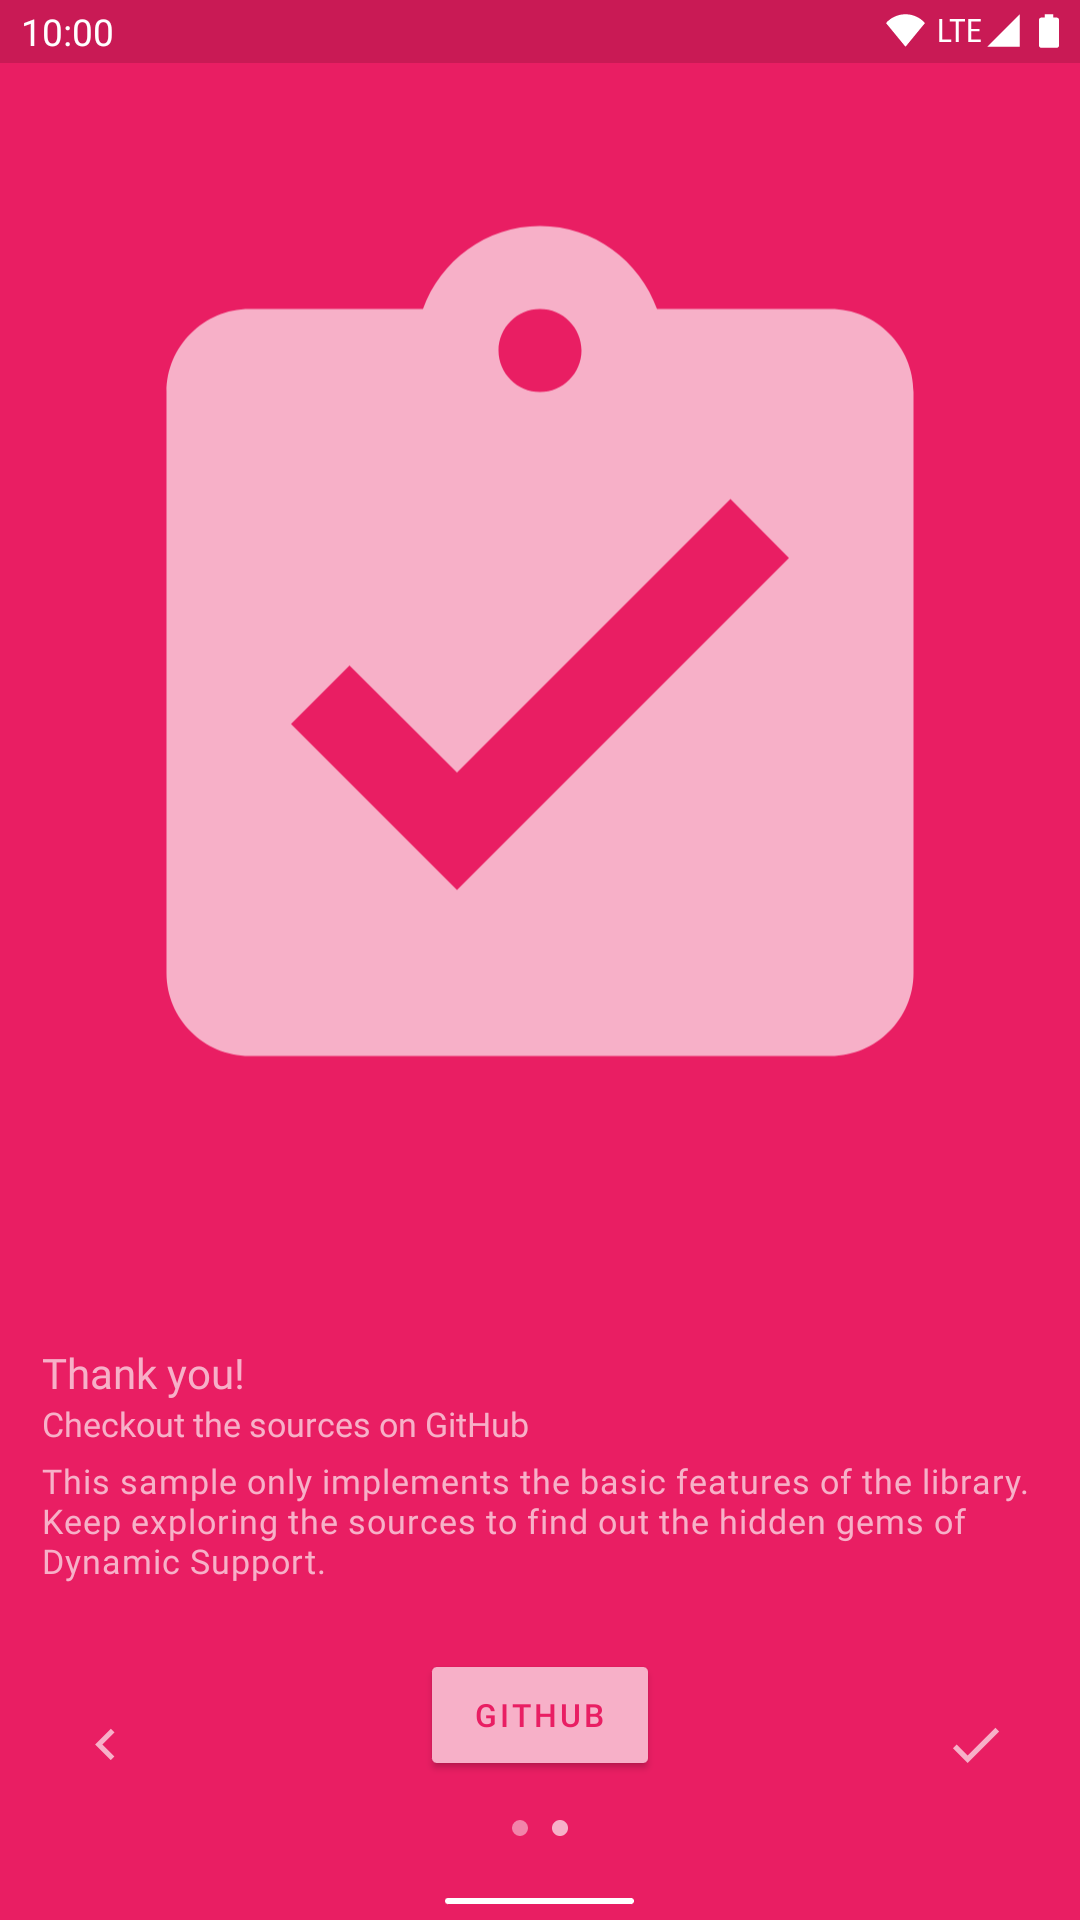 10:00
LTE
Thank you!
Checkout the sources on GitHub
This sample only implements the basic features of the library.
Keep exploring the sources to find out the hidden gems of
Dynamic Support.
GITHUB